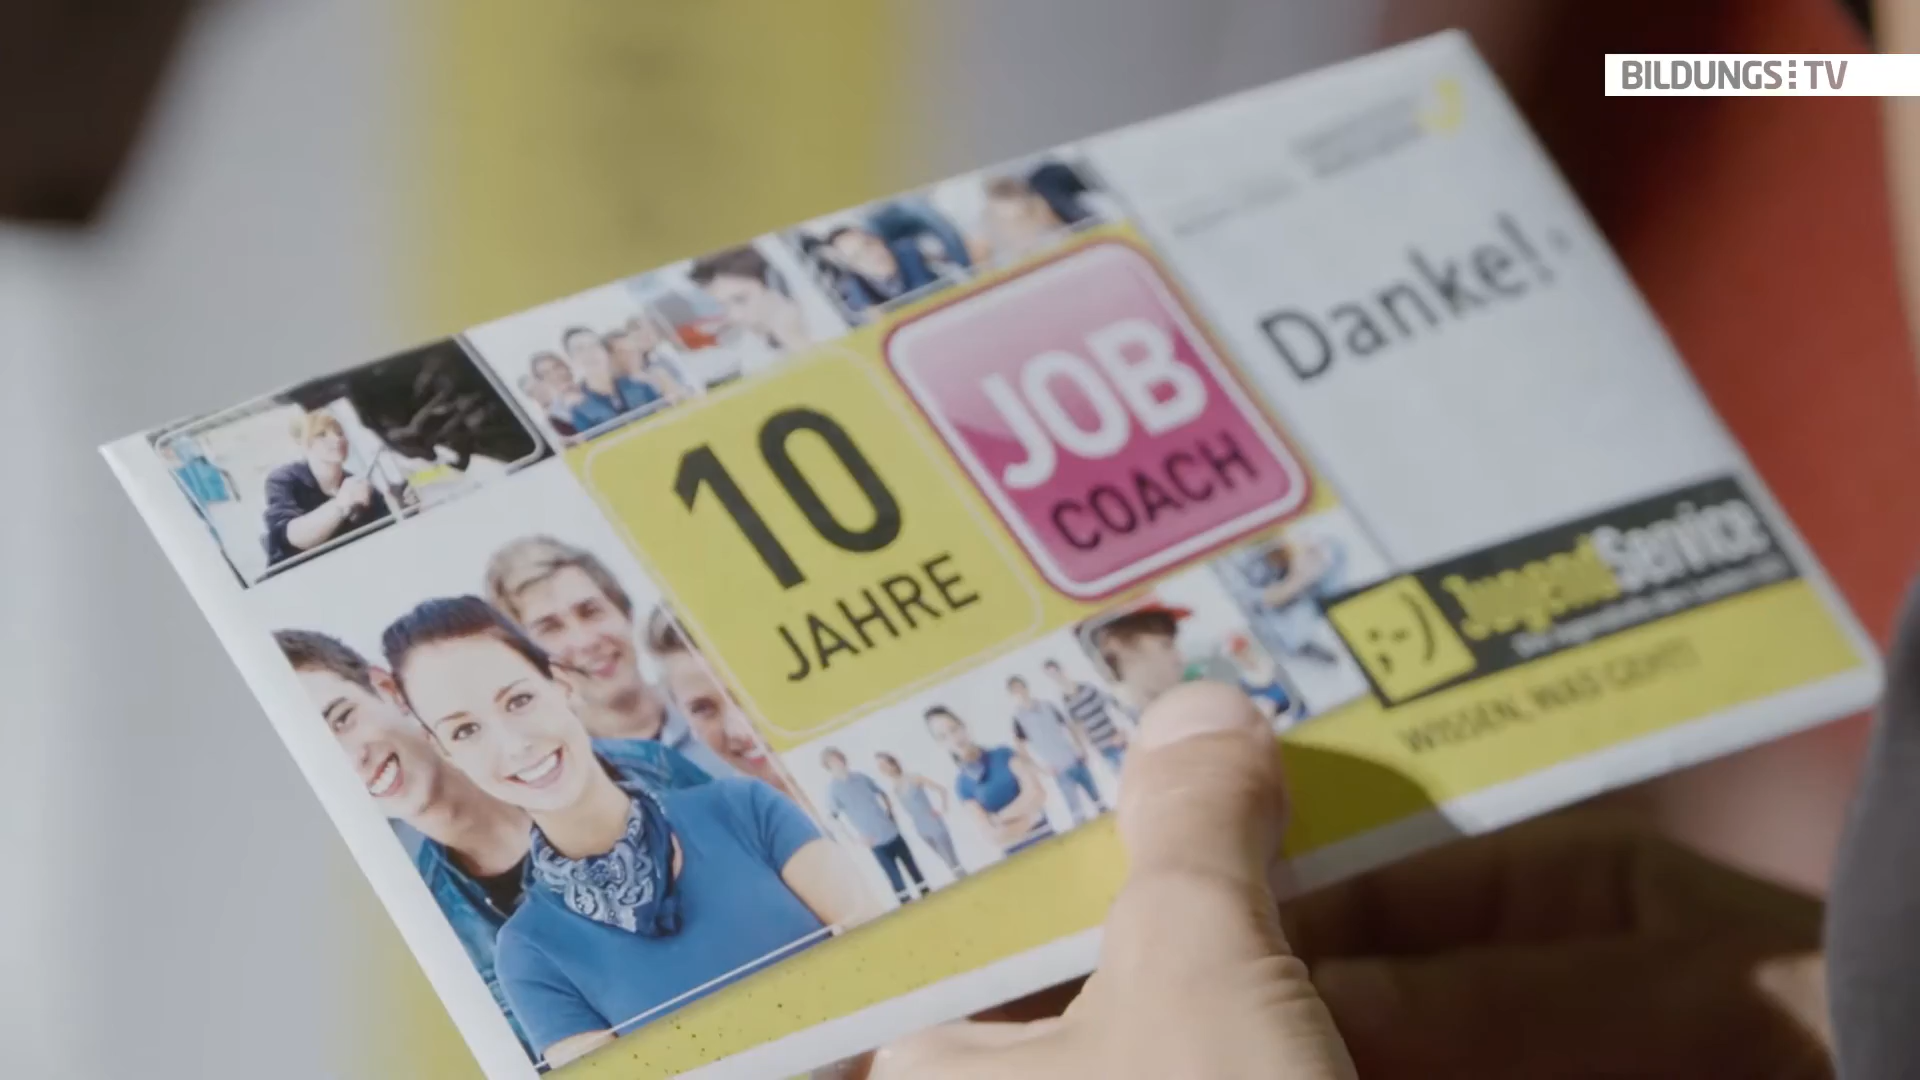 BILDUNGS:TV
Danke!
10
JAHRE
JOB
COACH
JugendService
WISSEN, WAS GEHT!